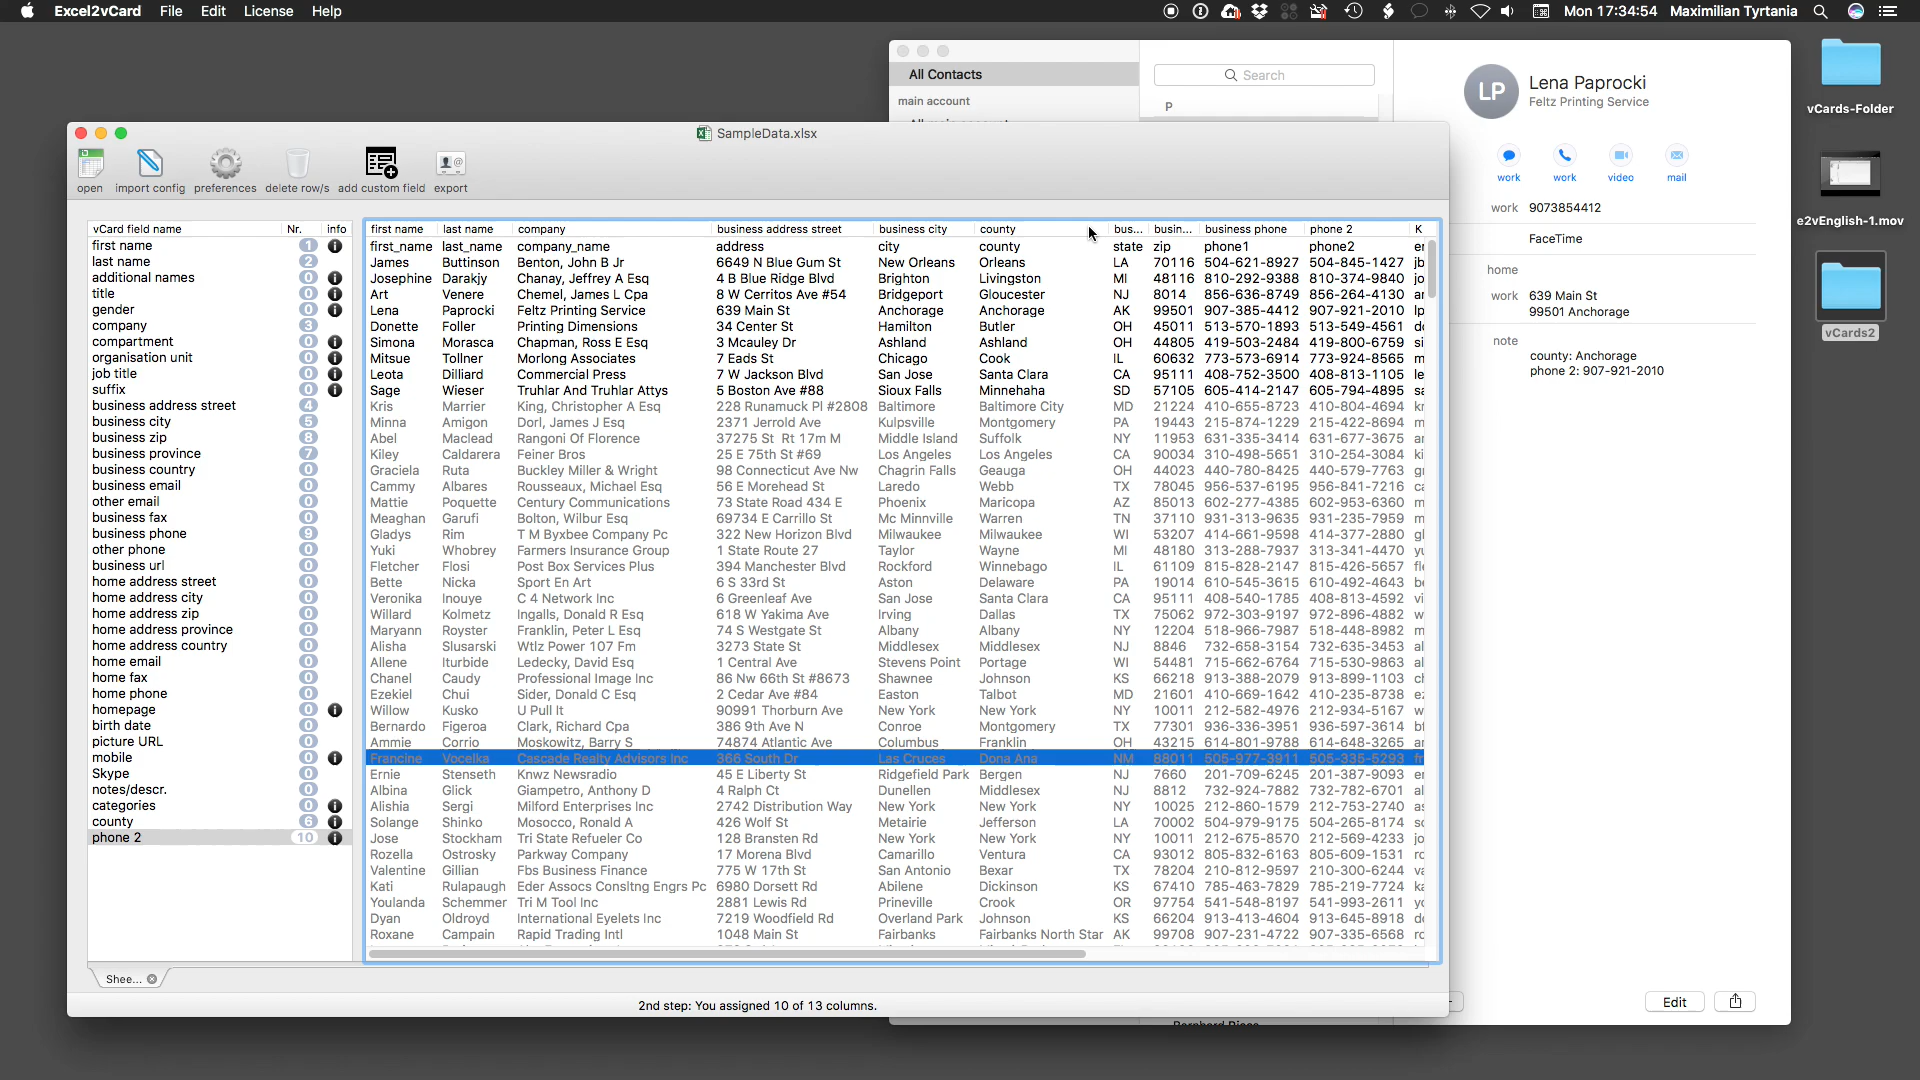 Excel2vCard File Edit License Help
Mon 17:34:54 Maximilian Tyrtania
All Contacts
main account
Search
P
LP
Lena Paprocki
Feltz Printing Service
work work video mail
work 9073854412
FaceTime
home
work 639 Main St
99501 Anchorage
note
county: Anchorage
phone 2: 907-921-2010
Edit
vCards-Folder
e2vEnglish-1.mov
vCards2
SampleData.xlsx
open import config preferences delete row/s add custom field export
vCard field name Nr. info
first name 1
last name 2
additional names 0
title 0
gender 0
company 3
compartment 0
organisation unit 0
job title 0
suffix 0
business address street 4
business city 5
business zip 8
business province 7
business country 0
business email 0
other email 0
business fax 0
business phone 9
other phone 0
business url 0
home address street 0
home address city 0
home address zip 0
home address province 0
home address country 0
home email 0
home fax 0
home phone 0
homepage 0
birth date 0
picture URL 0
mobile 0
Skype 0
notes/descr. 0
categories 0
county 6
phone 2 10
first name last name company business address street business city county bus... busin... business phone phone 2 K
first_name last_name company_name address city county state zip phone1 phone2
James Buttinson Benton, John B Jr 6649 N Blue Gum St New Orleans Orleans LA 70116 504-621-8927 504-845-1427 jb
Josephine Darakjy Chanay, Jeffrey A Esq 4 B Blue Ridge Blvd Brighton Livingston MI 48116 810-292-9388 810-374-9840 jo
Art Venere Chemel, James L Cpa 8 W Cerritos Ave #54 Bridgeport Gloucester NJ 8014 856-636-8749 856-264-4130
Lena Paprocki Feltz Printing Service 639 Main St Anchorage Anchorage AK 99501 907-385-4412 907-921-2010 lp
Donette Foller Printing Dimensions 34 Center St Hamilton Butler OH 45011 513-570-1893 513-549-4561
Simona Morasca Chapman, Ross E Esq 3 Mcauley Dr Ashland Ashland OH 44805 419-503-2484 419-800-6759 si
Mitsue Tollner Morlong Associates 7 Eads St Chicago Cook IL 60632 773-573-6914 773-924-8565
Leota Dilliard Commercial Press 7 W Jackson Blvd San Jose Santa Clara CA 95111 408-752-3500 408-813-1105 le
Sage Wieser Truhlar And Truhlar Attys 5 Boston Ave #88 Sioux Falls Minnehaha SD 57105 605-414-2147 605-794-4895
Kris Marrier King, Christopher A Esq 228 Runamuck Pl #2808 Baltimore Baltimore City MD 21224 410-655-8723 410-804-4694
Minna Amigon Dorl, James J Esq 2371 Jerrold Ave Kulpsville Montgomery PA 19443 215-874-1229 215-422-8694
Abel Maclead Rangoni Of Florence 37275 St Rt 17m M Middle Island Suffolk NY 11953 631-335-3414 631-677-3675
Kiley Caldarera Feiner Bros 25 E 75th St #69 Los Angeles Los Angeles CA 90034 310-498-5651 310-254-3084 ki
Graciela Ruta Buckley Miller & Wright 98 Connecticut Ave Nw Chagrin Falls Geauga OH 44023 440-780-8425 440-579-7763
Cammy Albares Rousseaux, Michael Esq 56 E Morehead St Laredo Webb TX 78045 956-537-6195 956-841-7216
Mattie Poquette Century Communications 73 State Road 434 E Phoenix Maricopa AZ 85013 602-277-4385 602-953-6360
Meaghan Garufi Bolton, Wilbur Esq 69734 E Carrillo St Mc Minnville Warren TN 37110 931-313-9635 931-235-7959
Gladys Rim T M Byxbee Company Pc 322 New Horizon Blvd Milwaukee Milwaukee WI 53207 414-661-9598 414-377-2880 gl
Yuki Whobrey Farmers Insurance Group 1 State Route 27 Taylor Wayne MI 48180 313-288-7937 313-341-4470
Fletcher Flosi Post Box Services Plus 394 Manchester Blvd Rockford Winnebago IL 61109 815-828-2147 815-426-5657
Bette Nicka Sport En Art 6 S 33rd St Aston Delaware PA 19014 610-545-3615 610-492-4643
Veronika Inouye C 4 Network Inc 6 Greenleaf Ave San Jose Santa Clara CA 95111 408-540-1785 408-813-4592 vi
Willard Kolmetz Ingalls, Donald R Esq 618 W Yakima Ave Irving Dallas TX 75062 972-303-9197 972-896-4882
Maryann Royster Franklin, Peter L Esq 74 S Westgate St Albany Albany NY 12204 518-966-7987 518-448-8982
Alisha Slusarski Wtlz Power 107 Fm 3273 State St Middlesex Middlesex NJ 8846 732-658-3154 732-635-3453 al
Allene Iturbide Ledecky, David Esq 1 Central Ave Stevens Point Portage WI 54481 715-662-6764 715-530-9863 al
Chanel Caudy Professional Image Inc 86 Nw 66th St #8673 Shawnee Johnson KS 66218 913-388-2079 913-899-1103
Ezekiel Chui Sider, Donald C Esq 2 Cedar Ave #84 Easton Talbot MD 21601 410-669-1642 410-235-8738
Willow Kusko U Pull It 90991 Thorburn Ave New York New York NY 10011 212-582-4976 212-934-5167
Bernardo Figeroa Clark, Richard Cpa 386 9th Ave N Conroe Montgomery TX 77301 936-336-3951 936-597-3614
Ammie Corrio Moskowitz, Barry S 74874 Atlantic Ave Columbus Franklin OH 43215 614-801-9788 614-648-3265
Francine Vocelka Cascade Realty Advisors Inc 366 South Dr Las Cruces Dona Ana NM 88011 505-977-3911 505-335-5293
Ernie Stenseth Knwz Newsradio 45 E Liberty St Ridgefield Park Bergen NJ 7660 201-709-6245 201-387-9093
Albina Glick Giampetro, Anthony D 4 Ralph Ct Dunellen Middlesex NJ 8812 732-924-7882 732-782-6701 al
Alishia Sergi Milford Enterprises Inc 2742 Distribution Way New York New York NY 10025 212-860-1579 212-753-2740
Solange Shinko Mosocco, Ronald A 426 Wolf St Metairie Jefferson LA 70002 504-979-9175 504-265-8174
Jose Stockham Tri State Refueler Co 128 Bransten Rd New York New York NY 10011 212-675-8570 212-569-4233 jo
Rozella Ostrosky Parkway Company 17 Morena Blvd Camarillo Ventura CA 93012 805-832-6163 805-609-1531
Valentine Gillian Fbs Business Finance 775 W 17th St San Antonio Bexar TX 78204 210-812-9597 210-300-6244
Kati Rulapaugh Eder Assocs Consltng Engrs Pc 6980 Dorsett Rd Abilene Dickinson KS 67410 785-463-7829 785-219-7724
Youlanda Schemmer Tri M Tool Inc 2881 Lewis Rd Prineville Crook OR 97754 541-548-8197 541-993-2611
Dyan Oldroyd International Eyelets Inc 7219 Woodfield Rd Overland Park Johnson KS 66204 913-413-4604 913-645-8918
Roxane Campain Rapid Trading Intl 1048 Main St Fairbanks Fairbanks North Star AK 99708 907-231-4722 907-335-6568
Shee...
2nd step: You assigned 10 of 13 columns.